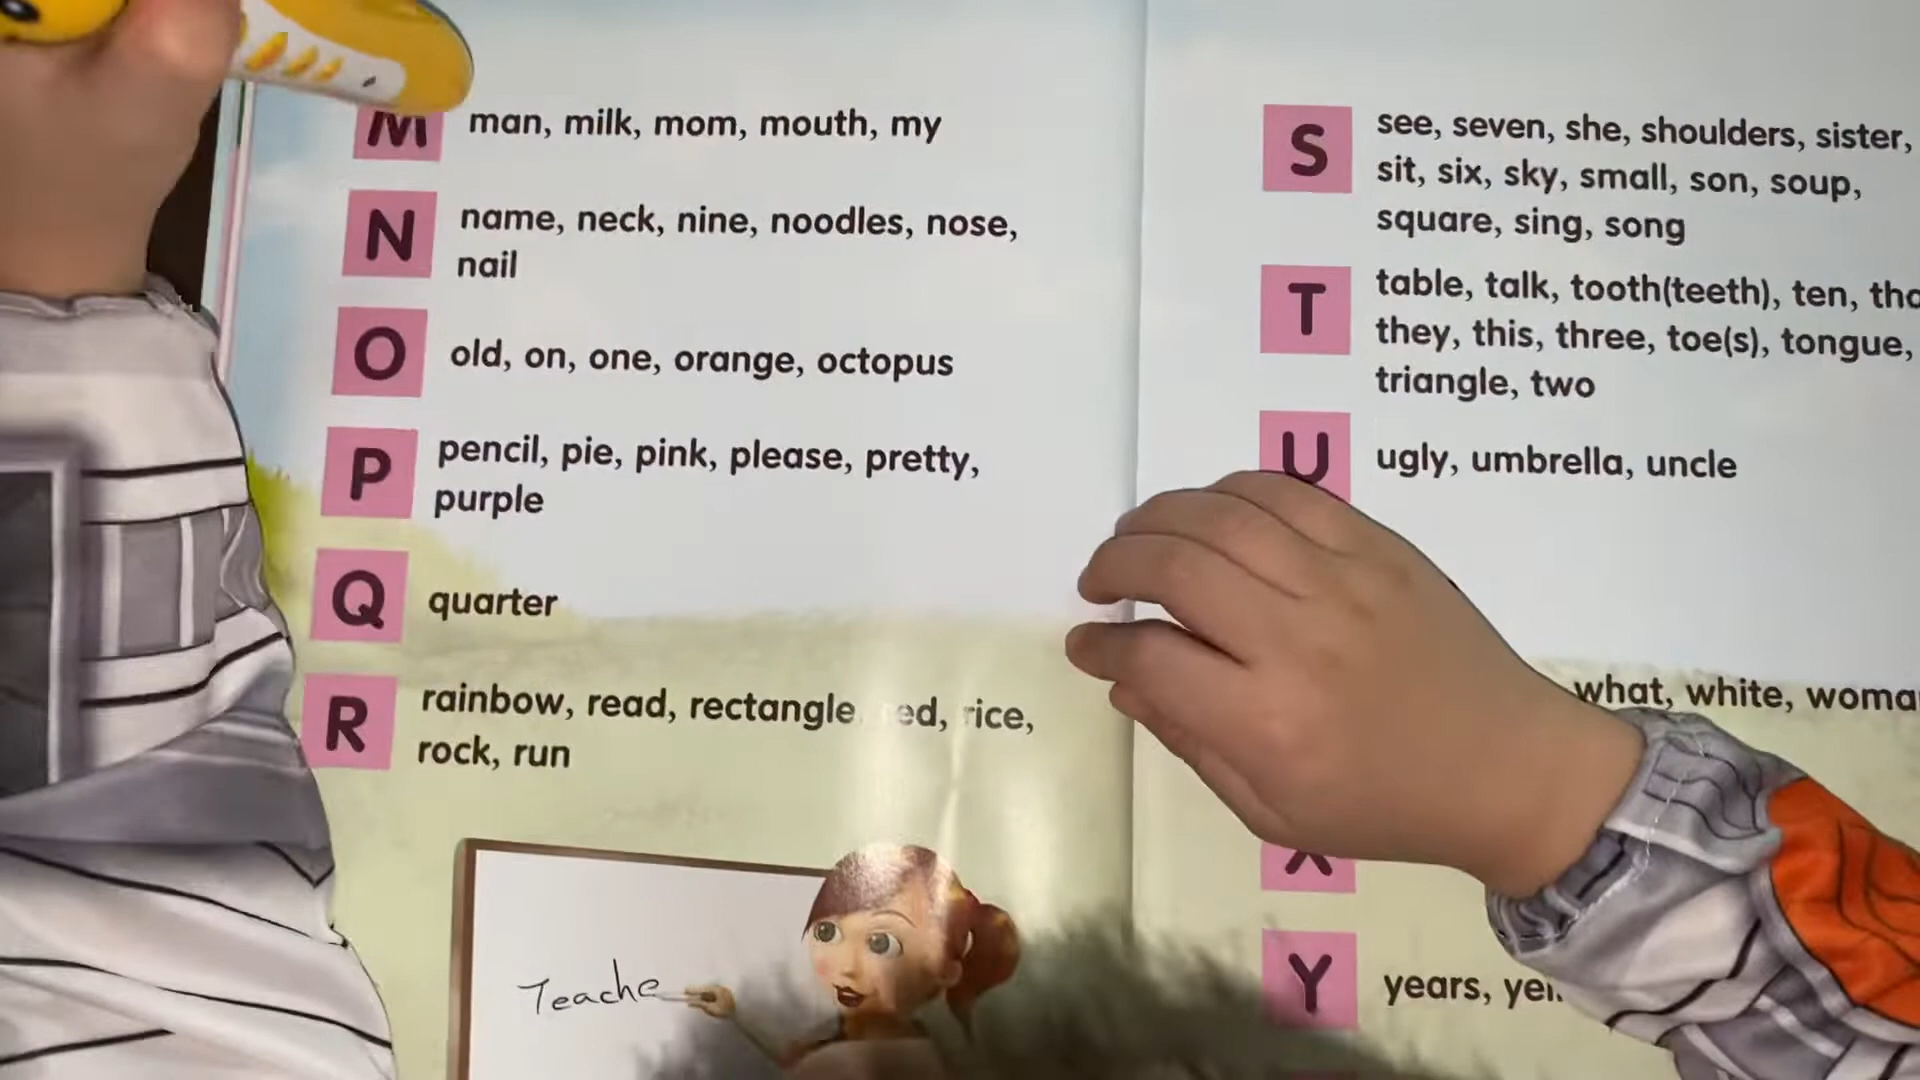 M
man, milk, mom, mouth, my
N
name, neck, nine, noodles, nose,
nail
O
old, on, one, orange, octopus
P
pencil, pie, pink, please, pretty,
purple
Q
quarter
R
rainbow, read, rectangle, red, rice,
rock, run
Teache
S
see, seven, she, shoulders, sister,
sit, six, sky, small, son, soup,
square, sing, song
T
table, talk, tooth(teeth), ten,
they, this, three, toe(s), tongue,
triangle, two
U
ugly, umbrella, uncle
what, white,
X
Y
years,